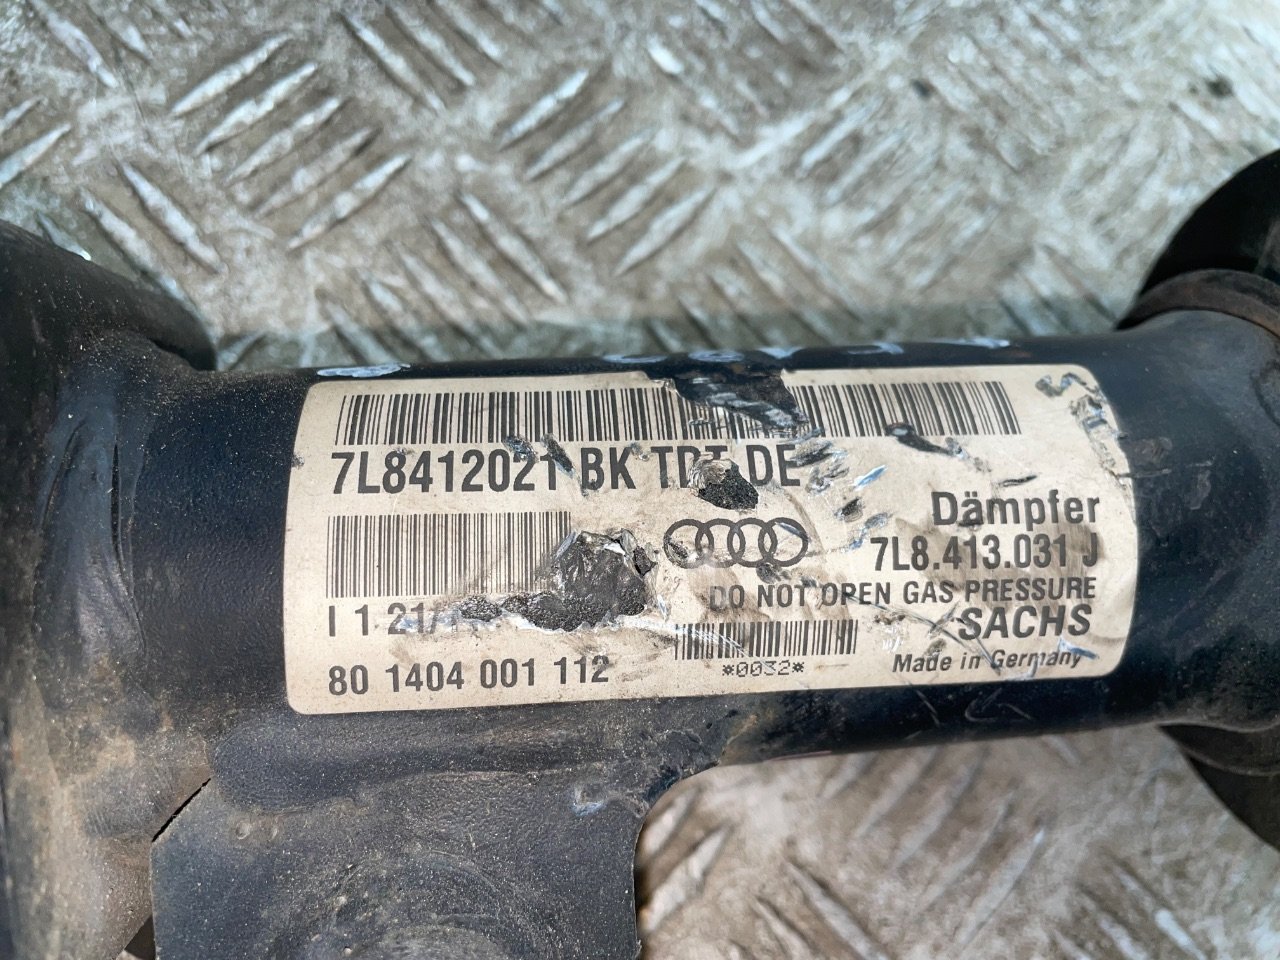 7L8412021 BK TDT DE
Dämpfer
7L8.413.031 J
DO NOT OPEN GAS PRESSURE
I 1 21/
SACHS
*0032*
Made in Germany
80 1404 001 112